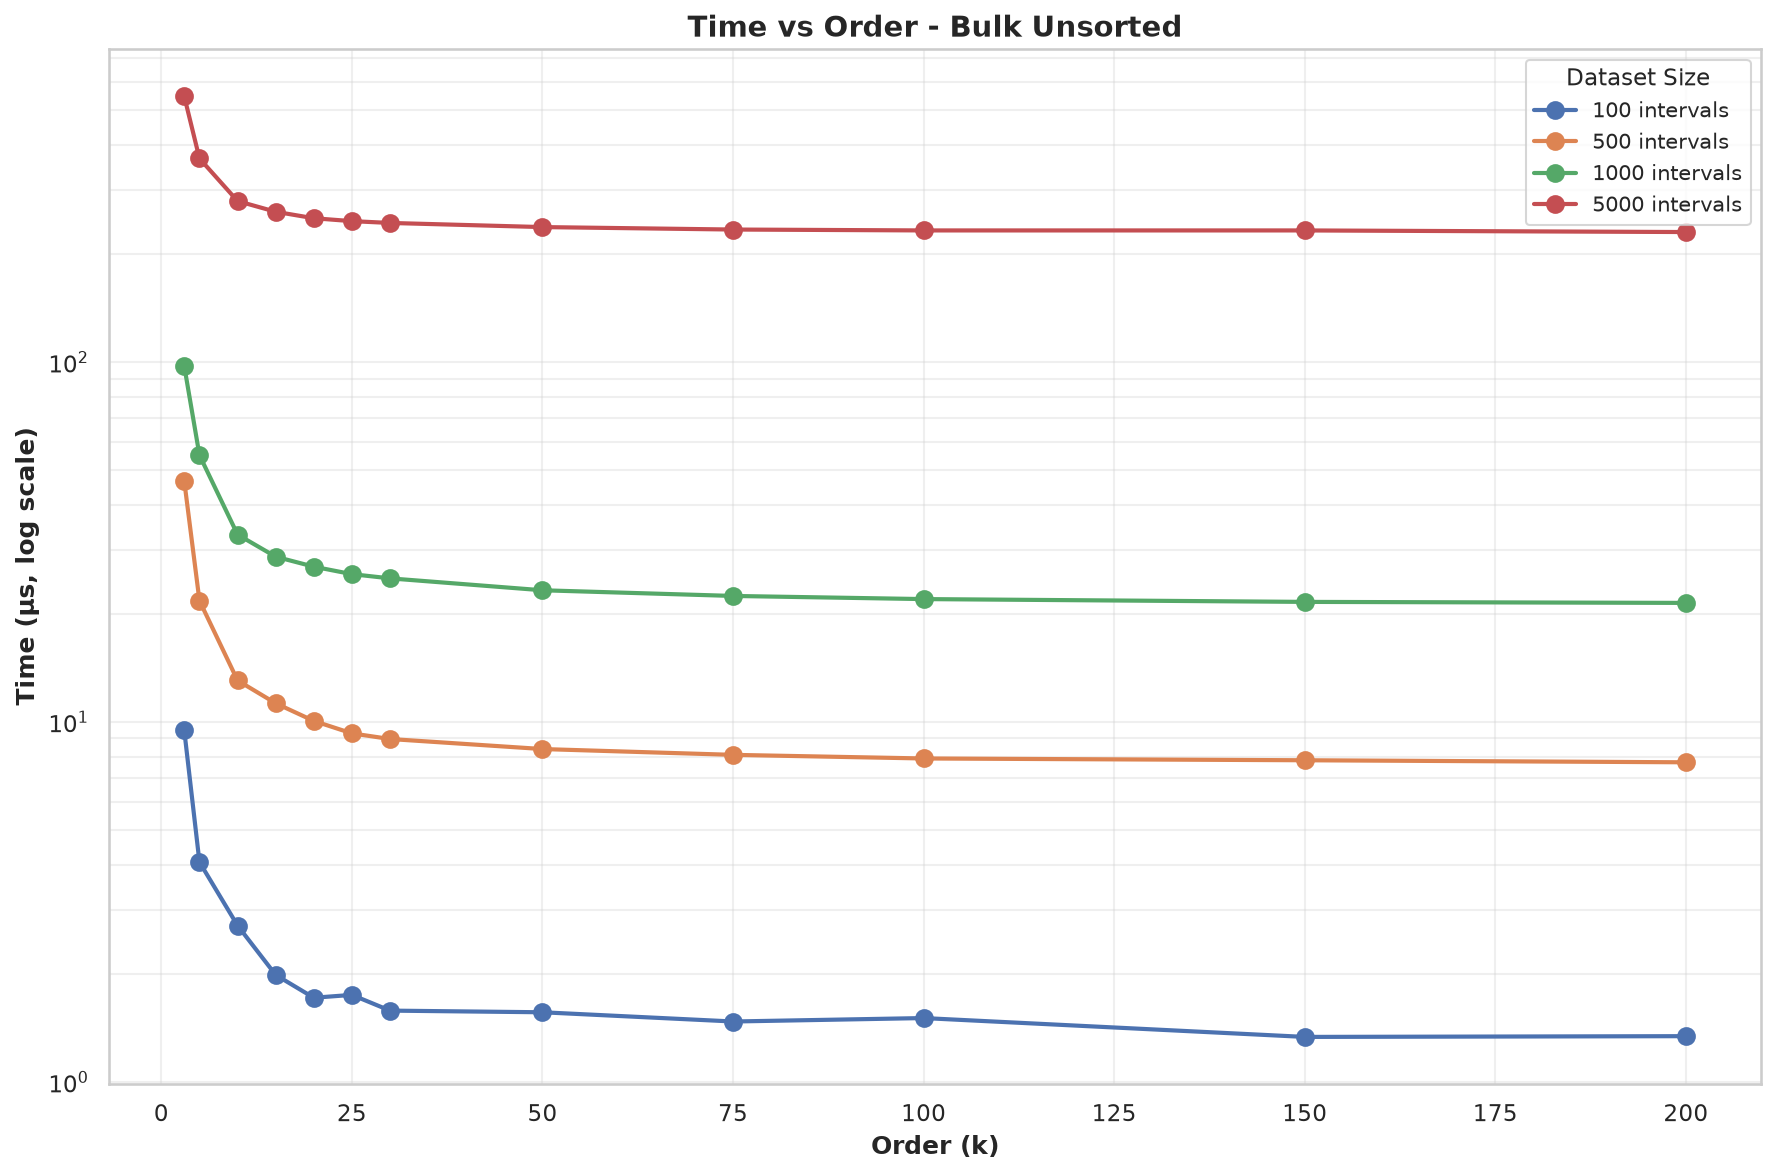 Time vs Order - Bulk Unsorted
Dataset Size
100 intervals
500 intervals
1000 intervals
5000 intervals
Time (µs, log scale)
10²
10¹
10⁰
0 25 50 75 100 125 150 175 200
Order (k)